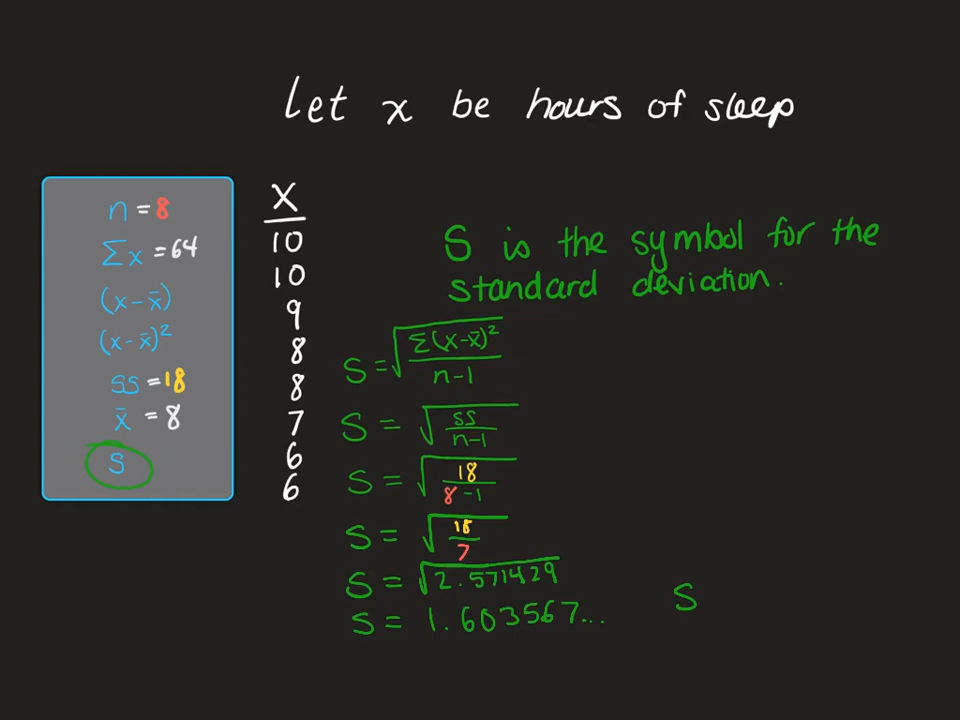 Let x be hours of sleep
n = 8
Σx = 64
(x - x̄)
(x - x̄)²
SS = 18
x̄ = 8
S
X
10
10
9
8
8
7
6
6
S is the symbol for the
standard deviation.
S = √Σ(x-x̄)²/n-1
S = √SS/n-1
S = √18/8-1
S = √18/7
S = √2.571429
S = 1.603567...
S